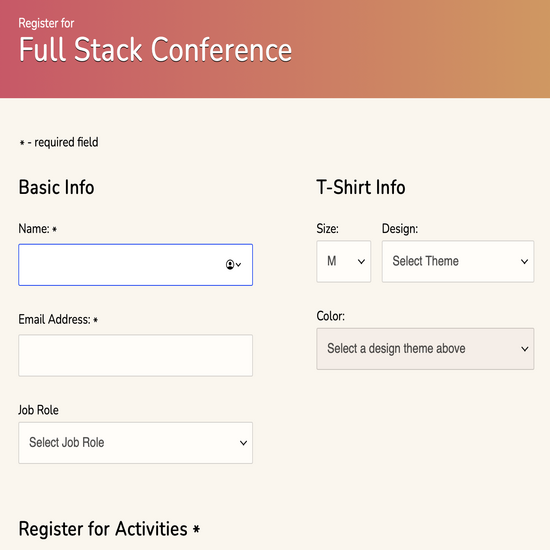 Register for
Full Stack Conference
* - required field
Basic Info
Name: *
Email Address: *
Job Role
Select Job Role
T-Shirt Info
Size:
Design:
M
Select Theme
Color:
Select a design theme above
Register for Activities *